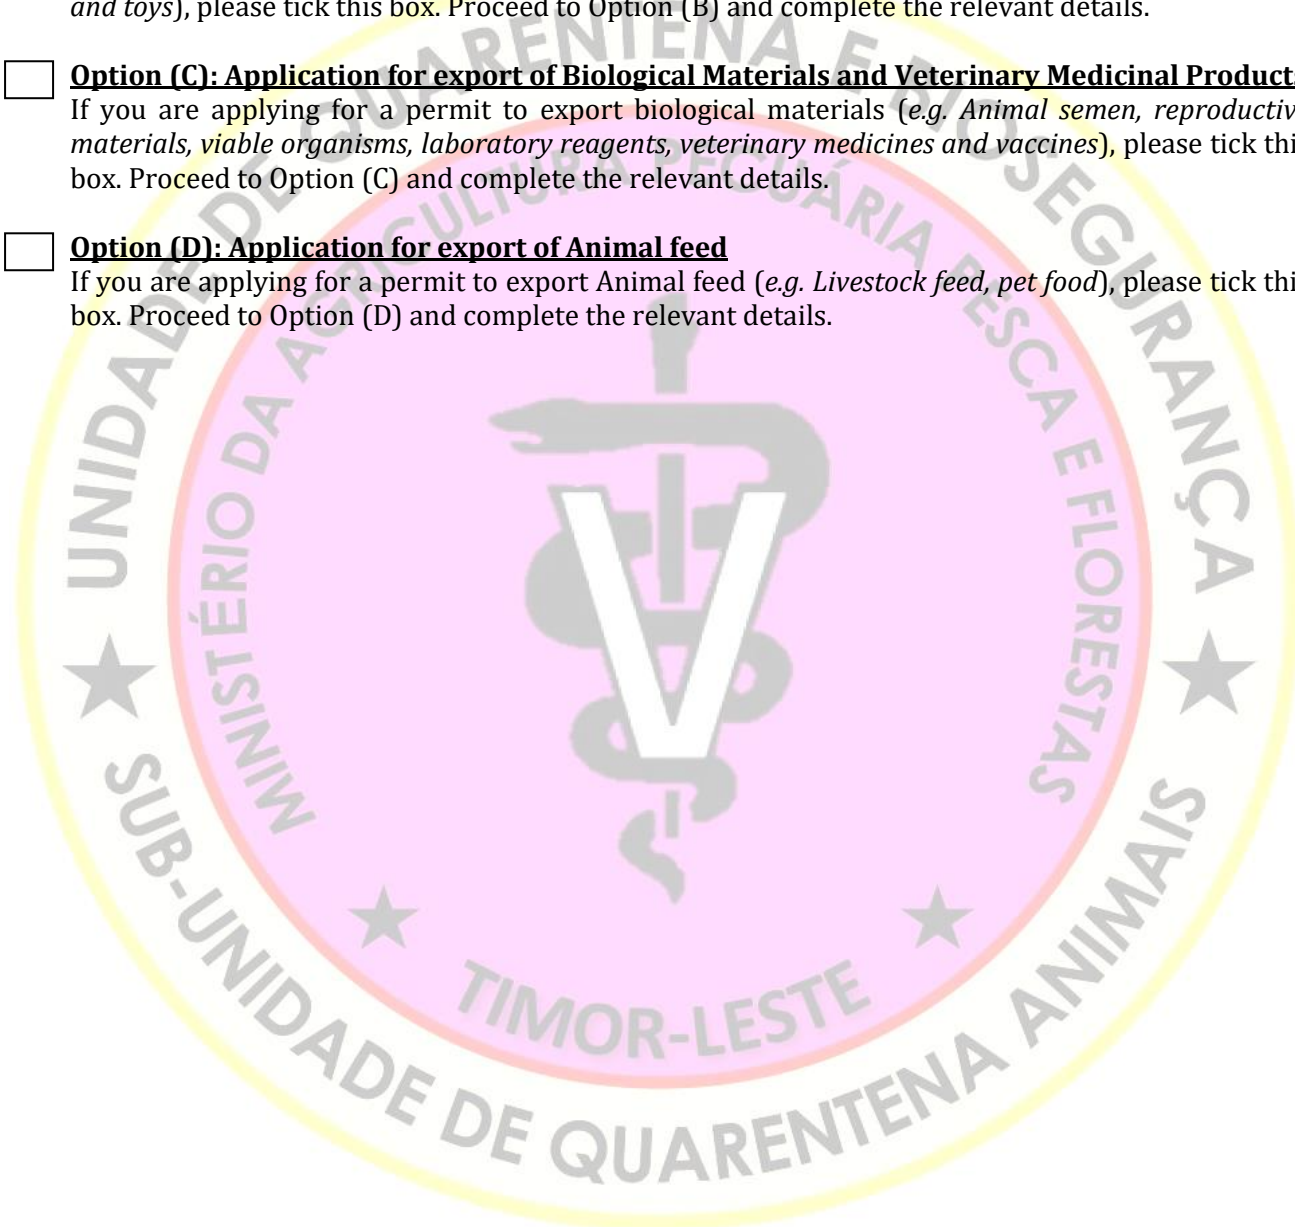 and toys), please tick this box. Proceed to Option (B) and complete the relevant details.
Option (C): Application for export of Biological Materials and Veterinary Medicinal Products
If you are applying for a permit to export biological materials (e.g. Animal semen, reproductiv
materials, viable organisms, laboratory reagents, veterinary medicines and vaccines), please tick thi
box. Proceed to Option (C) and complete the relevant details.
Option (D): Application for export of Animal feed
If you are applying for a permit to export Animal feed (e.g. Livestock feed, pet food), please tick thi
box. Proceed to Option (D) and complete the relevant details.
UNIDADE DE QUARENTENA E BIOSEGURANÇA
MINISTÉRIO DA AGRICULTURA PECUÁRIA PESCA E FLORESTAS
V
TIMOR-LESTE
SUB-UNIDADE DE QUARENTENA ANIMAIS